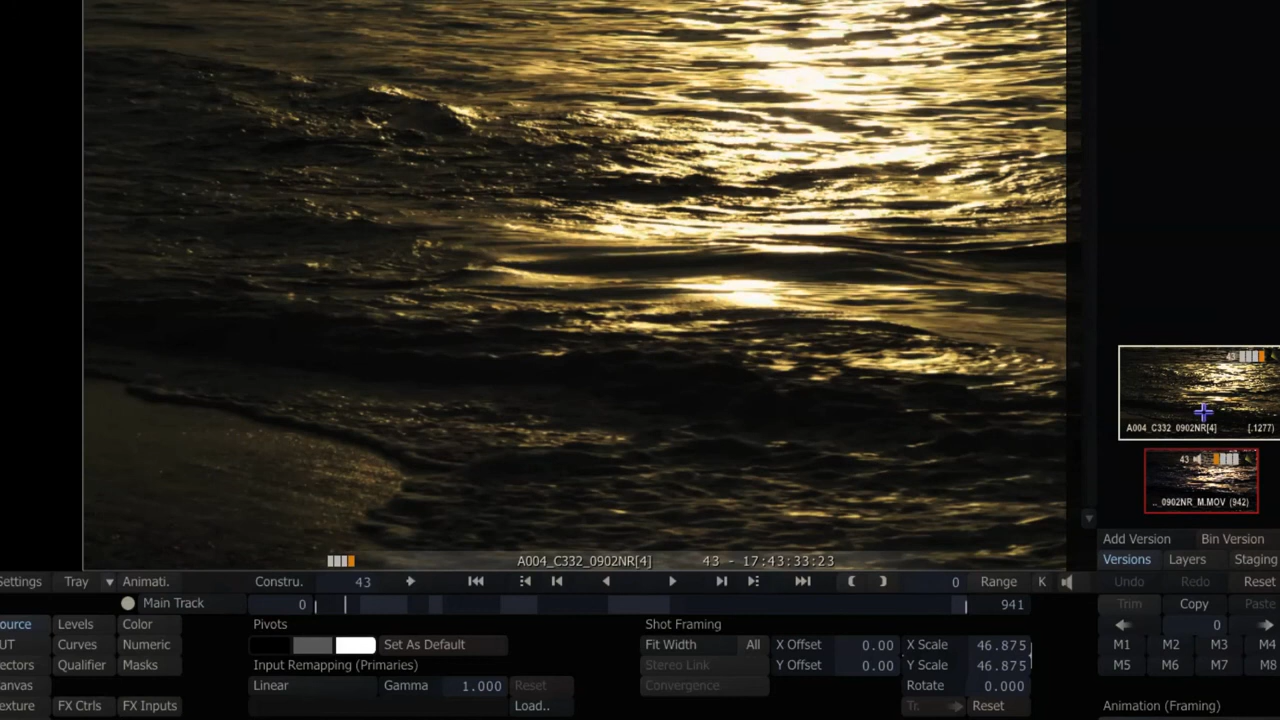 43
A004_C332_0902NR[4] [.1277)
43
.. _0902NR_M.MOV (942)
A004_C332_0902NR[4] 43 - 17:43:33:23
Add Version Bin Version
Versions Layers Staging
ettings Tray Animati. Constru. 43 0 Range K Undo Redo Reset
Main Track 0 941 Trim Copy Paste
ource Levels Color Pivots Shot Framing 0
UT Curves Numeric Set As Default Fit Width All X Offset 0.00 X Scale 46.875 M1 M2 M3 M4
ectors Qualifier Masks Input Remapping (Primaries) Stereo Link Y Offset 0.00 Y Scale 46.875 M5 M6 M7 M8
anvas Linear Gamma 1.000 Reset Convergence Rotate 0.000
exture FX Ctrls FX Inputs Load.. Tr. Reset Animation (Framing)